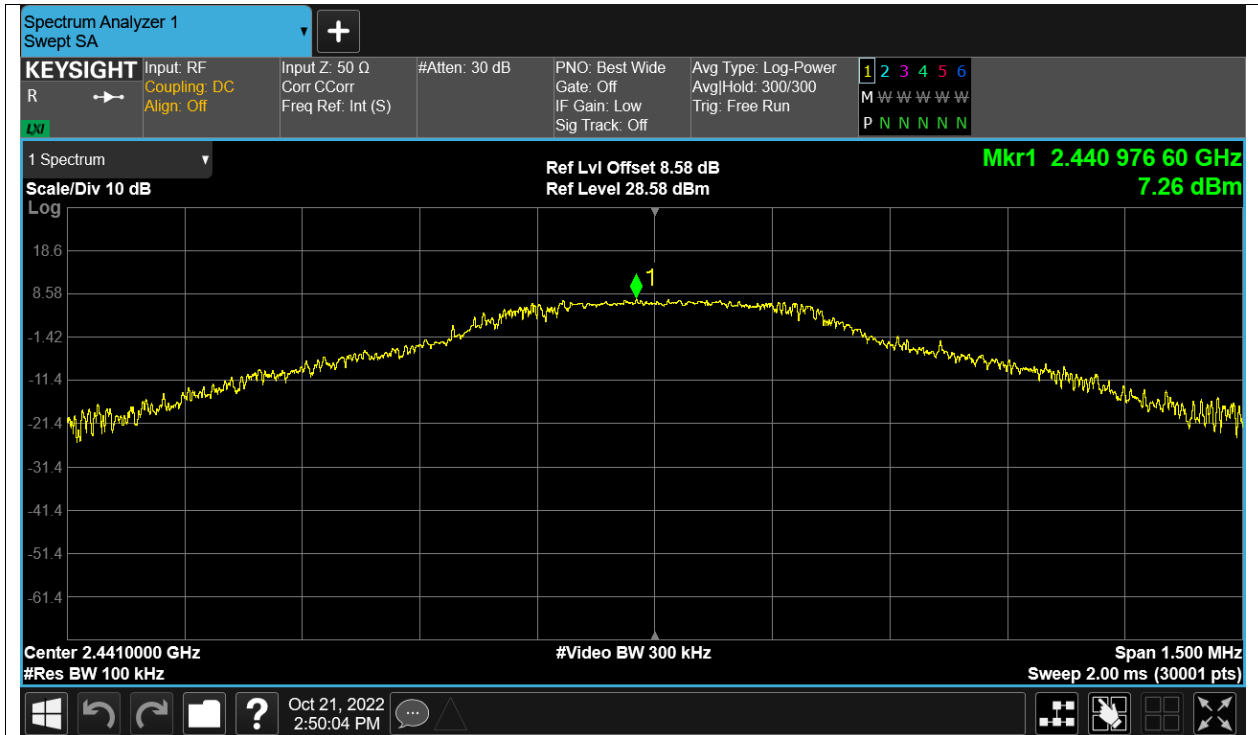 Spectrum Analyzer 1
Swept SA
+
KEYSIGHT
R
LXI
Input: RF
Coupling: DC
Align: Off
Input Z: 50 Ω
Corr CCorr
Freq Ref: Int (S)
#Atten: 30 dB
PNO: Best Wide
Gate: Off
IF Gain: Low
Sig Track: Off
Avg Type: Log-Power
Avg|Hold: 300/300
Trig: Free Run
1 2 3 4 5 6
M W W W W W
P N N N N N
1 Spectrum
Scale/Div 10 dB
Log
Ref Lvl Offset 8.58 dB
Ref Level 28.58 dBm
Mkr1 2.440 976 60 GHz
7.26 dBm
1
18.6
8.58
-1.42
-11.4
-21.4
-31.4
-41.4
-51.4
-61.4
Center 2.4410000 GHz
#Res BW 100 kHz
#Video BW 300 kHz
Span 1.500 MHz
Sweep 2.00 ms (30001 pts)
?
Oct 21, 2022
2:50:04 PM